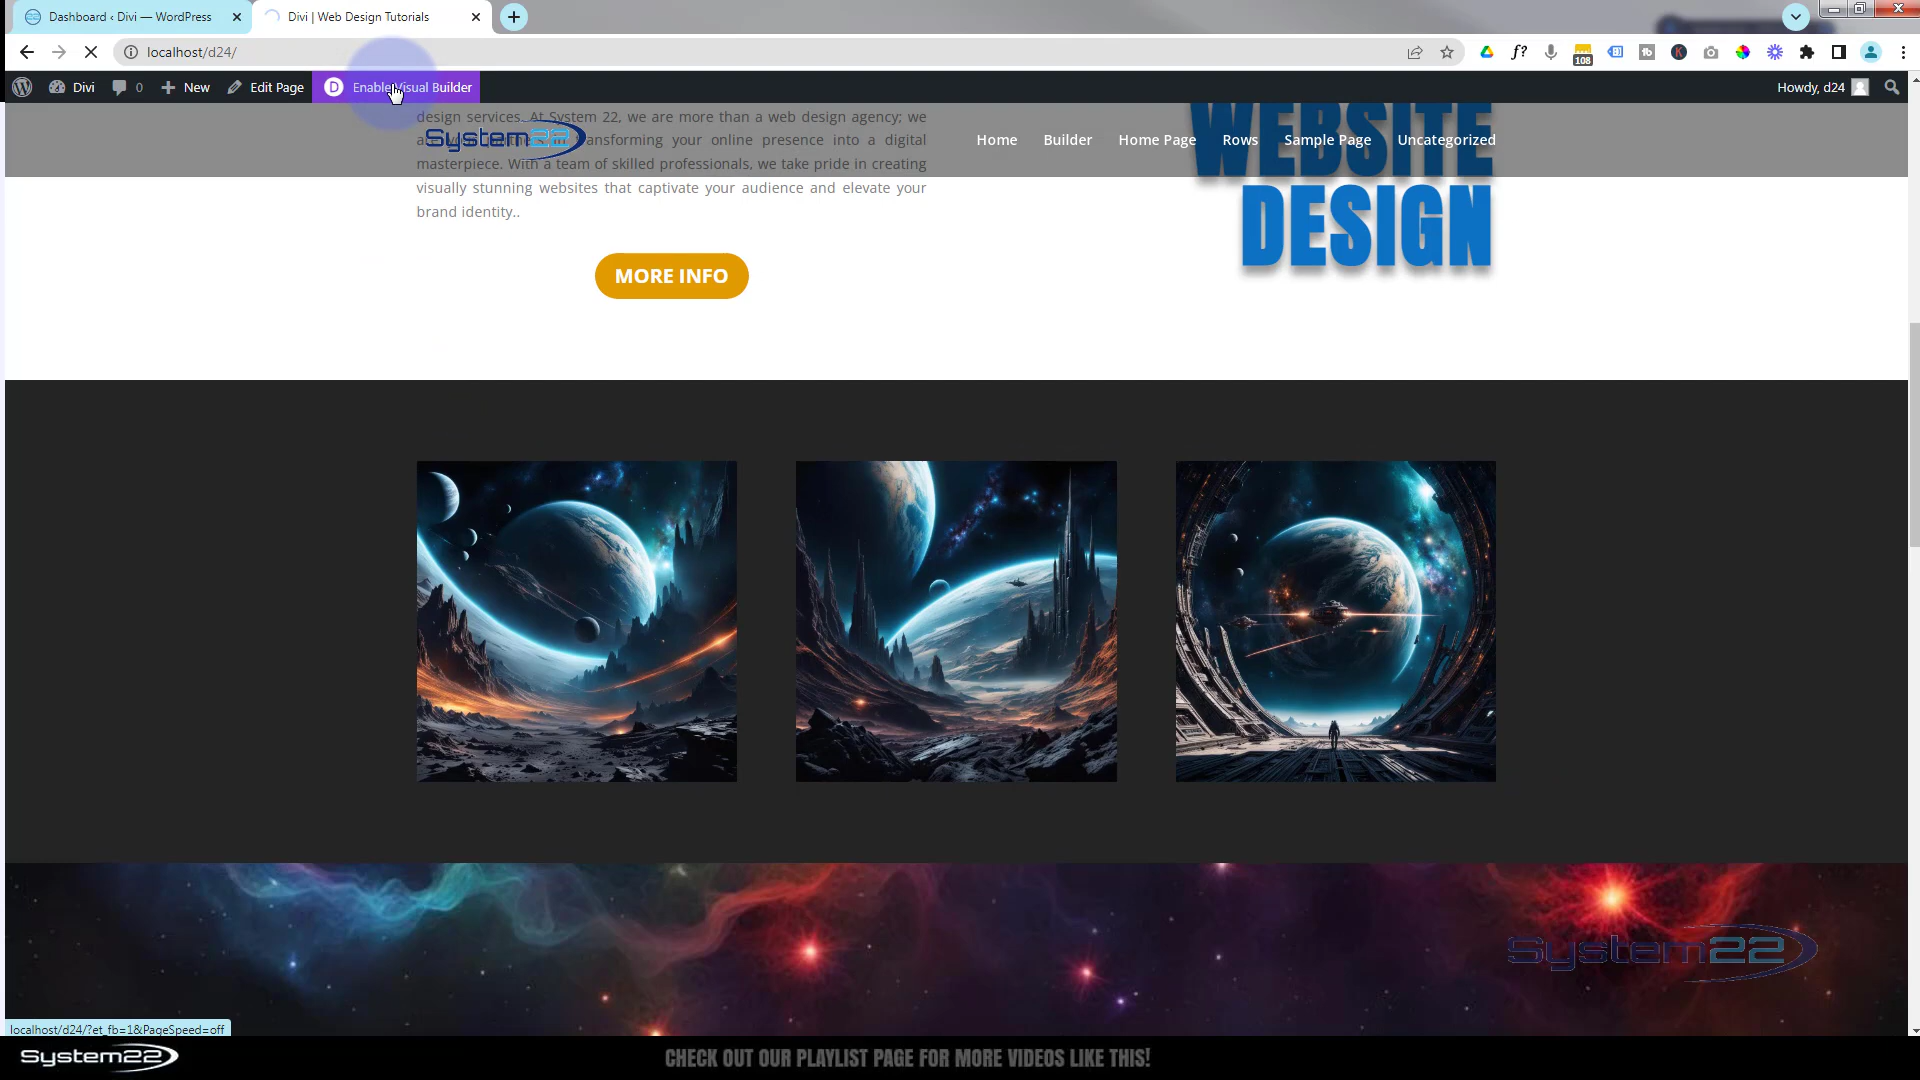 Dashboard ‹ Divi — WordPress
Divi | Web Design Tutorials
localhost/d24/
108
Divi
0
New
Edit Page
Enable Visual Builder
Howdy, d24
design services. At System 22, we are more than a web design agency; we
transforming your online presence into a digital
masterpiece. With a team of skilled professionals, we take pride in creating
visually stunning websites that captivate your audience and elevate your
brand identity..
System22
Home
Builder
Home Page
Rows
Sample Page
Uncategorized
WEBSITE
DESIGN
MORE INFO
System22
localhost/d24/?et_fb=1&PageSpeed=off
System22
CHECK OUT OUR PLAYLIST PAGE FOR MORE VIDEOS LIKE THIS!